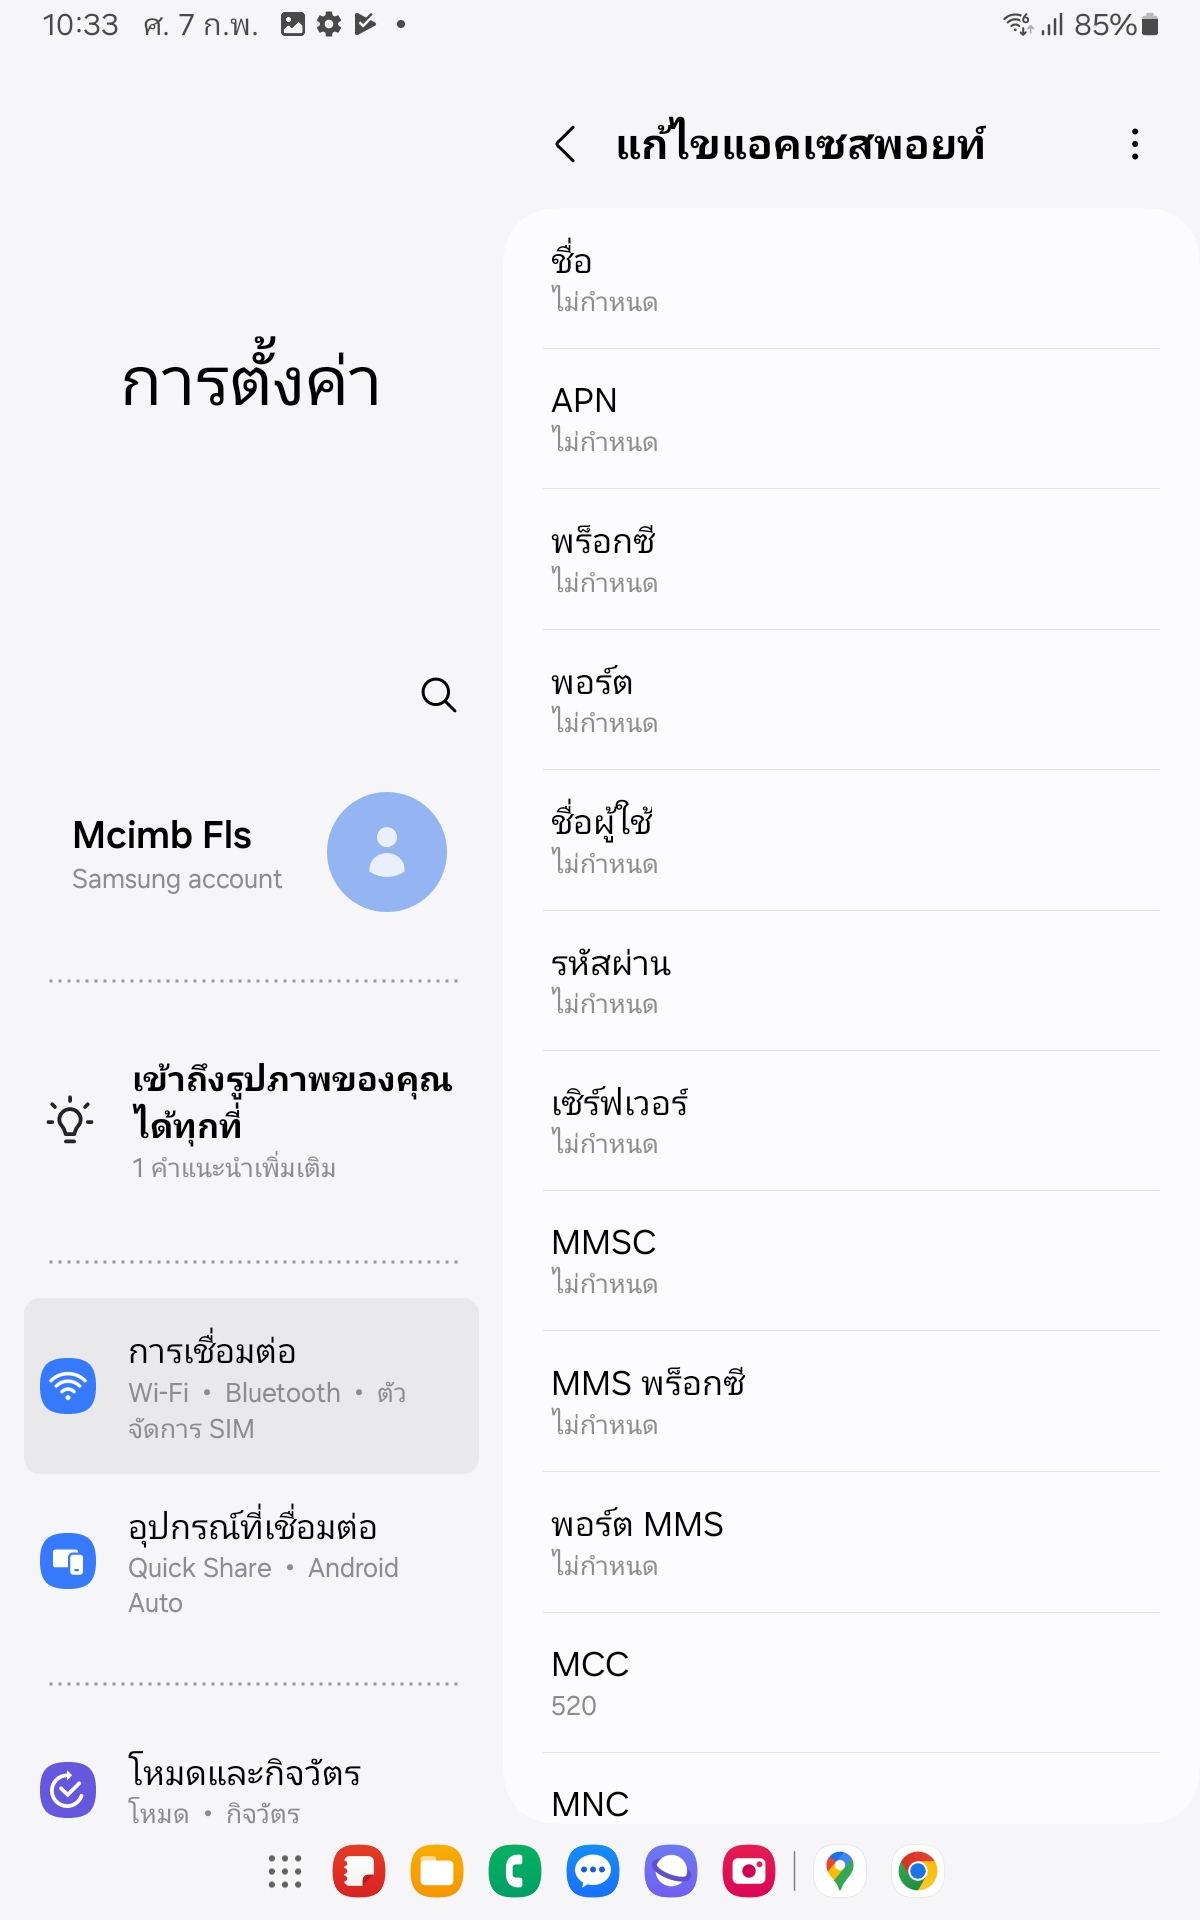 10:33 ศ. 7 ก.พ.
85%
การตั้งค่า
Mcimb Fls
Samsung account
เข้าถึงรูปภาพของคุณ
ได้ทุกที่
1 คำแนะนำเพิ่มเติม
การเชื่อมต่อ
Wi-Fi • Bluetooth • ตัว
จัดการ SIM
อุปกรณ์ที่เชื่อมต่อ
Quick Share • Android
Auto
โหมดและกิจวัตร
โหมด • กิจวัตร
แก้ไขแอคเซสพอยท์
ชื่อ
ไม่กำหนด
APN
ไม่กำหนด
พร็อกซี
ไม่กำหนด
พอร์ต
ไม่กำหนด
ชื่อผู้ใช้
ไม่กำหนด
รหัสผ่าน
ไม่กำหนด
เซิร์ฟเวอร์
ไม่กำหนด
MMSC
ไม่กำหนด
MMS พร็อกซี
ไม่กำหนด
พอร์ต MMS
ไม่กำหนด
MCC
520
MNC